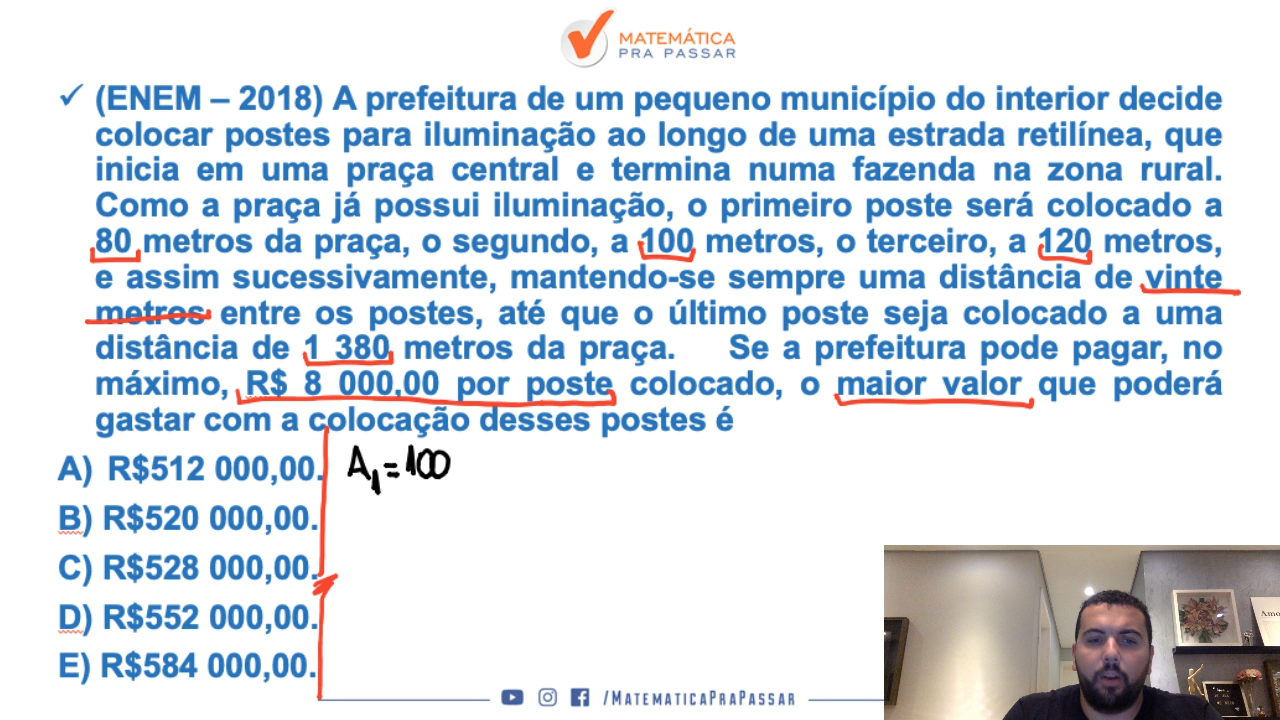 MATEMÁTICA
PRA PASSAR
✓ (ENEM – 2018) A prefeitura de um pequeno município do interior decide
colocar postes para iluminação ao longo de uma estrada retilínea, que
inicia em uma praça central e termina numa fazenda na zona rural.
Como a praça já possui iluminação, o primeiro poste será colocado a
80 metros da praça, o segundo, a 100 metros, o terceiro, a 120 metros,
e assim sucessivamente, mantendo-se sempre uma distância de vinte
metros entre os postes, até que o último poste seja colocado a uma
distância de 1 380 metros da praça. Se a prefeitura pode pagar, no
máximo, R$ 8 000,00 por poste colocado, o maior valor que poderá
gastar com a colocação desses postes é
A) R$512 000,00.
A₁=100
B) R$520 000,00.
C) R$528 000,00.
D) R$552 000,00.
E) R$584 000,00.
/MATEMATICAPRAPASSAR